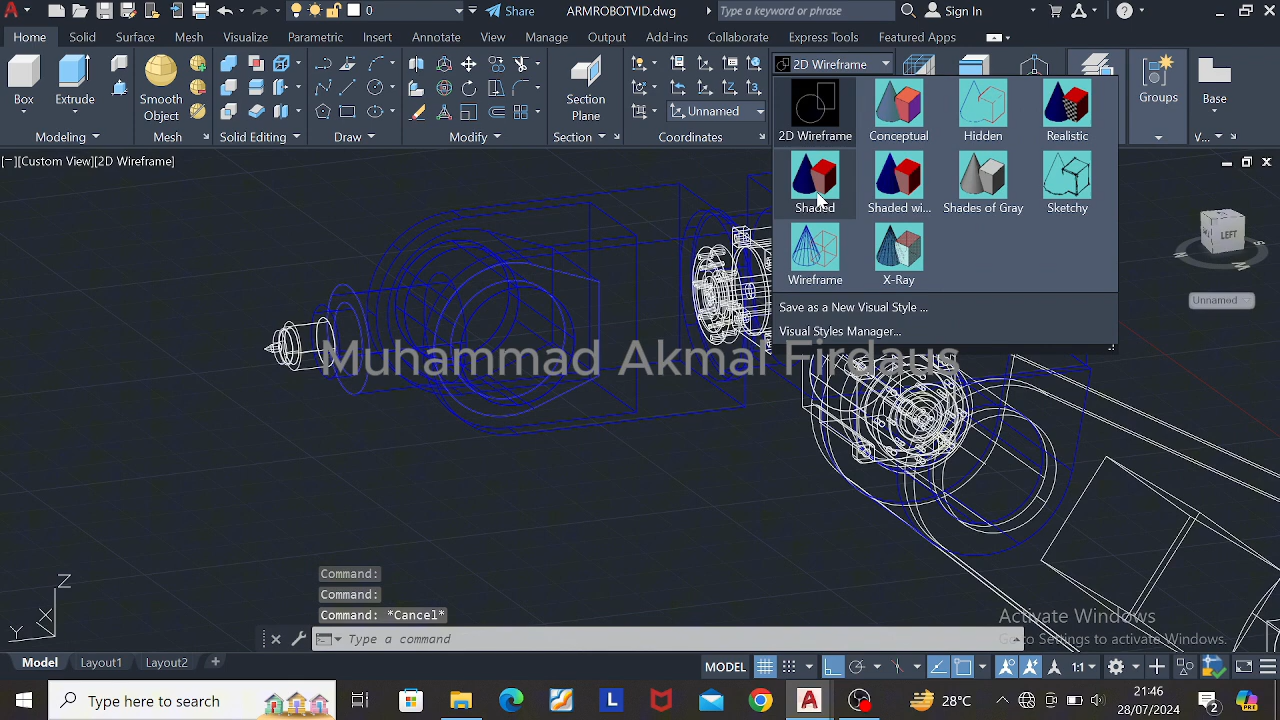 A
0
Share
ARMROBOTVID.dwg
Type a keyword or phrase
Sign In
Home Solid Surface Mesh Visualize Parametric Insert Annotate View Manage Output Add-ins Collaborate Express Tools Featured Apps
2D Wireframe
Box
Extrude
Smooth
Object
Section
Plane
Unnamed
Groups
Base
Modeling
Mesh
Solid Editing
Draw
Modify
Section
Coordinates
V...
2D Wireframe Conceptual Hidden Realistic
Shaded Shaded wi... Shades of Gray Sketchy
Wireframe X-Ray
Save as a New Visual Style ...
Visual Styles Manager...
[−][Custom View][2D Wireframe]
LEFT
Unnamed
Muhammad Akmal Firdaus
Z
X
Y
Command:
Command:
Command: *Cancel*
Type a command
Activate Windows
Go to Settings to activate Windows.
Model Layout1 Layout2 +
MODEL
1:1
Type here to search
L
A
28°C
21:46
28/07/2024
2